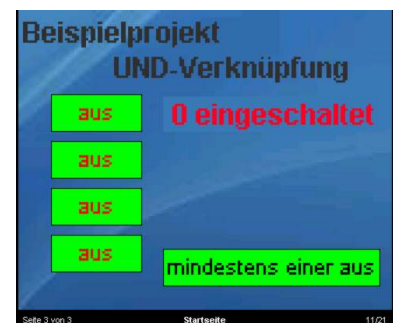 Beispielprojekt
UND-Verknüpfung
aus
0 eingeschaltet
aus
aus
aus
mindestens einer aus
Seite 3 von 3
Startseite
11/21